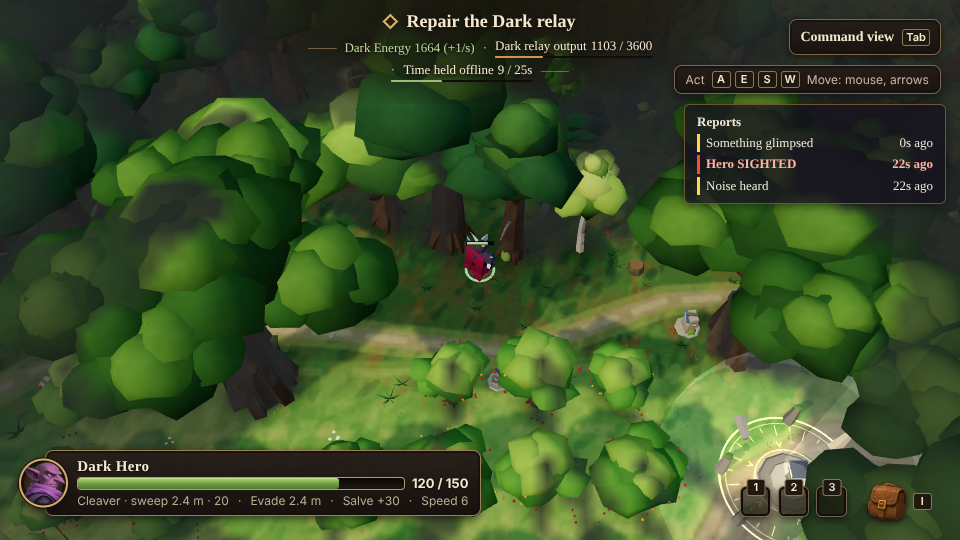 Repair the Dark relay
Dark Energy 1664 (+1/s) · Dark relay output 1103 / 3600
· Time held offline 9 / 25s
Command view Tab
Act A E S W Move: mouse, arrows
Reports
Something glimpsed 0s ago
Hero SIGHTED 22s ago
Noise heard 22s ago
Dark Hero
120 / 150
Cleaver · sweep 2.4 m · 20 · Evade 2.4 m · Salve +30 · Speed 6
1 2 3 I